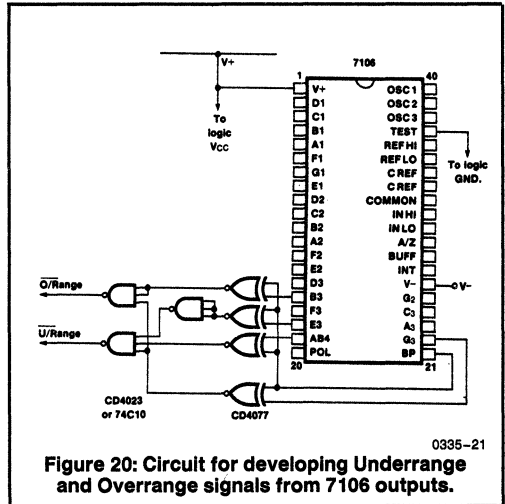 V+
7106
To
logic
VCC
1
40
V+
D1
C1
B1
A1
F1
G1
E1
D2
C2
B2
A2
F2
E2
D3
B3
F3
E3
AB4
POL
20
OSC 1
OSC 2
OSC 3
TEST
REF HI
REF LO
C REF
C REF
COMMON
IN HI
IN LO
A/Z
BUFF
INT
V−
G2
C3
A3
G3
BP
21
To logic
GND.
V−
O/Range
U/Range
CD4023
or 74C10
CD4077
0335–21
Figure 20: Circuit for developing Underrange
and Overrange signals from 7106 outputs.